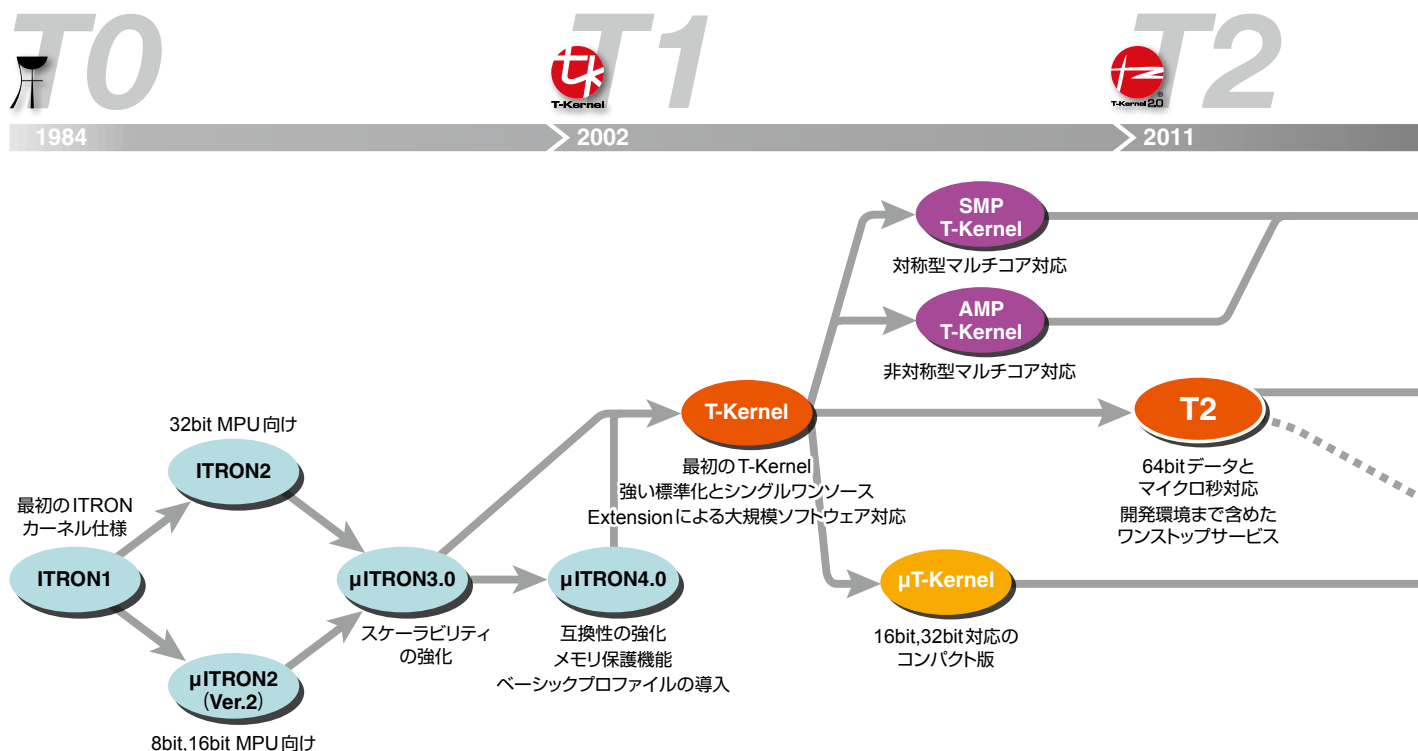 T0
T1
T2
tk
T-Kernel
T-Kernel 2.0
®
1984
2002
2011
SMP
T-Kernel
対称型マルチコア対応
AMP
T-Kernel
非対称型マルチコア対応
T-Kernel
最初のT-Kernel
強い標準化とシングルワンソース
Extensionによる大規模ソフトウェア対応
T2
64bitデータと
マイクロ秒対応
開発環境まで含めた
ワンストップサービス
32bit MPU向け
ITRON2
最初のITRON
カーネル仕様
ITRON1
μITRON3.0
スケーラビリティ
の強化
μITRON4.0
互換性の強化
メモリ保護機能
ベーシックプロファイルの導入
μT-Kernel
16bit,32bit対応の
コンパクト版
μITRON2
(Ver.2)
8bit,16bit MPU向け